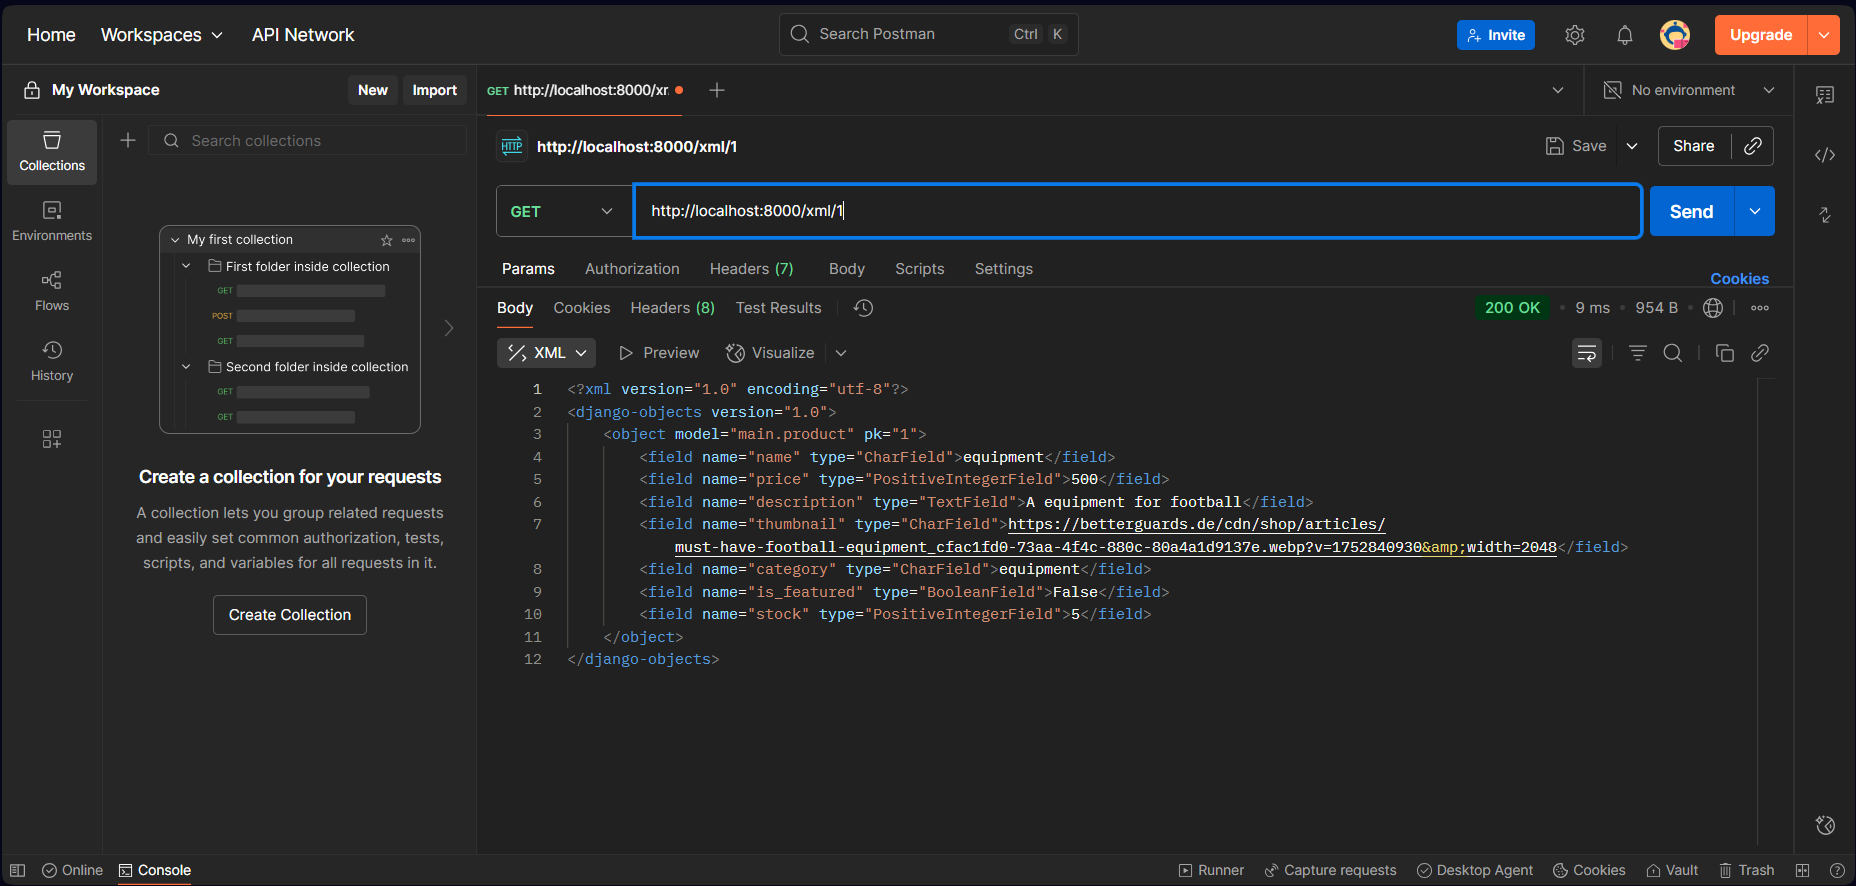 Home
Workspaces
API Network
Search Postman
Ctrl
K
Invite
Upgrade
My Workspace
New
Import
GET http://localhost:8000/xr
No environment
Collections
Environments
Flows
History
Search collections
My first collection
First folder inside collection
GET
POST
GET
Second folder inside collection
GET
GET
Create a collection for your requests
A collection lets you group related requests
and easily set common authorization, tests,
scripts, and variables for all requests in it.
Create Collection
HTTP
http://localhost:8000/xml/1
Save
Share
GET
http://localhost:8000/xml/1
Send
Params
Authorization
Headers (7)
Body
Scripts
Settings
Cookies
Body
Cookies
Headers (8)
Test Results
200 OK
9 ms
954 B
XML
Preview
Visualize
1 <?xml version="1.0" encoding="utf-8"?>
2 <django-objects version="1.0">
3 <object model="main.product" pk="1">
4 <field name="name" type="CharField">equipment</field>
5 <field name="price" type="PositiveIntegerField">500</field>
6 <field name="description" type="TextField">A equipment for football</field>
7 <field name="thumbnail" type="CharField">https://betterguards.de/cdn/shop/articles/
must-have-football-equipment_cfac1fd0-73aa-4f4c-880c-80a4a1d9137e.webp?v=1752840930&amp;width=2048</field>
8 <field name="category" type="CharField">equipment</field>
9 <field name="is_featured" type="BooleanField">False</field>
10 <field name="stock" type="PositiveIntegerField">5</field>
11 </object>
12 </django-objects>
Online
Console
Runner
Capture requests
Desktop Agent
Cookies
Vault
Trash